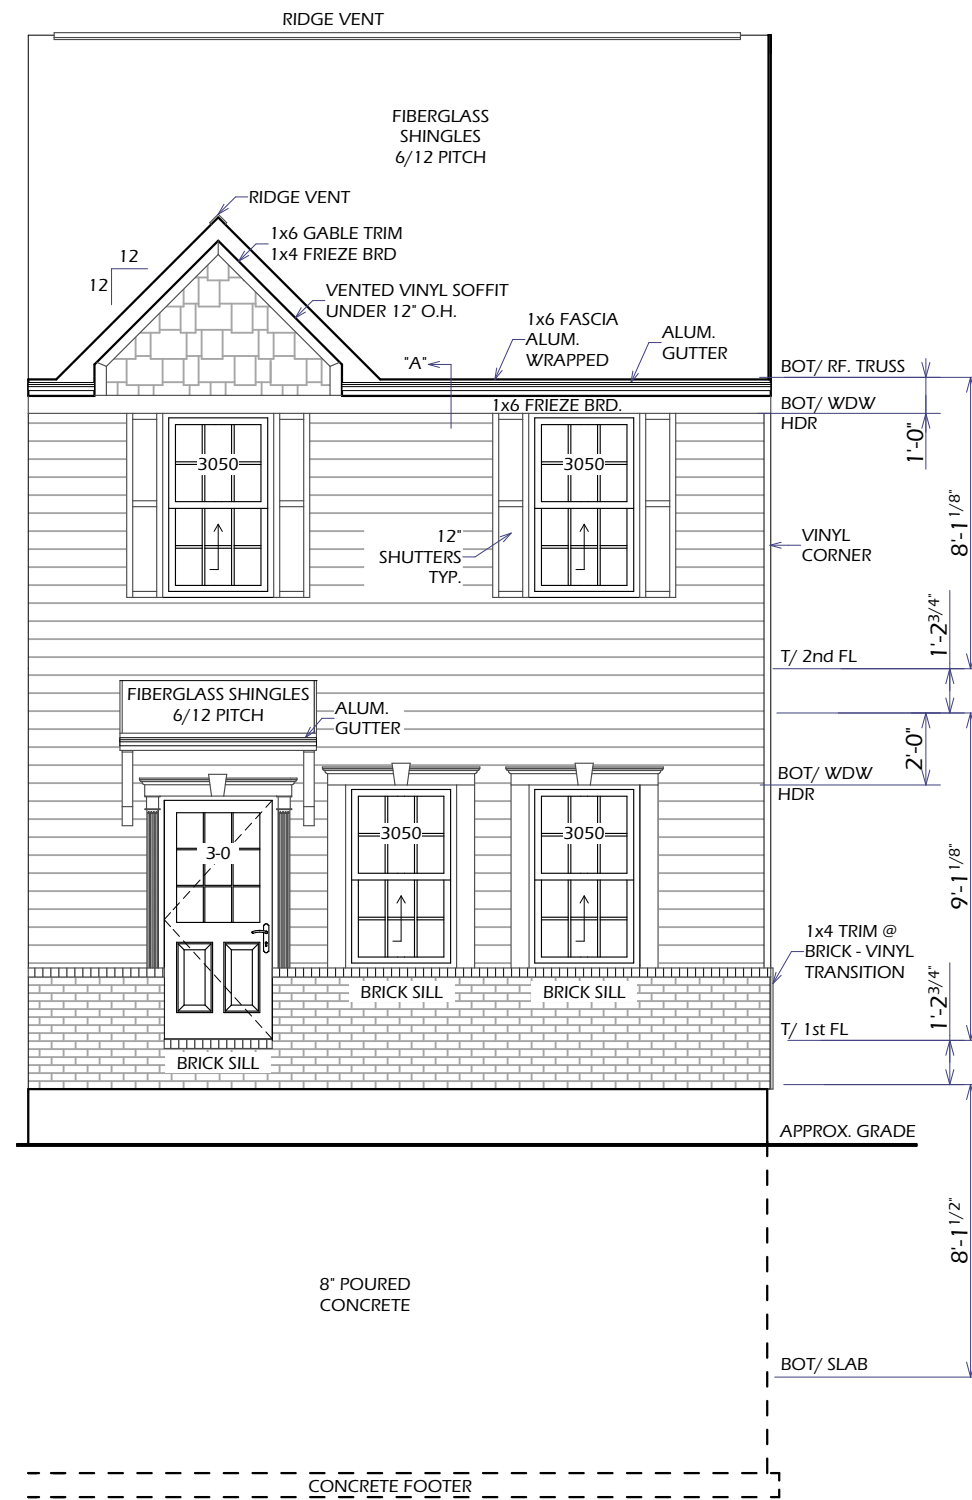 RIDGE VENT
FIBERGLASS
SHINGLES
6/12 PITCH
RIDGE VENT
1x6 GABLE TRIM
1x4 FRIEZE BRD
12
12
VENTED VINYL SOFFIT
UNDER 12" O.H.
1x6 FASCIA
ALUM.
WRAPPED
ALUM.
GUTTER
"A"
BOT/ RF. TRUSS
1x6 FRIEZE BRD.
BOT/ WDW
HDR
1'-0"
8'-1 1/8"
3050
3050
12"
SHUTTERS
TYP.
VINYL
CORNER
1'-2 3/4"
T/ 2nd FL
FIBERGLASS SHINGLES
6/12 PITCH
ALUM.
GUTTER
2'-0"
BOT/ WDW
HDR
3050
3050
3-0
9'-1 1/8"
1x4 TRIM @
BRICK - VINYL
TRANSITION
BRICK SILL
BRICK SILL
1'-2 3/4"
T/ 1st FL
BRICK SILL
APPROX. GRADE
8'-1 1/2"
8" POURED
CONCRETE
BOT/ SLAB
CONCRETE FOOTER